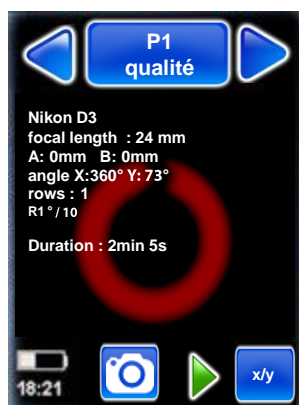 P1
qualité
Nikon D3
focal length : 24 mm
A: 0mm B: 0mm
angle X:360° Y: 73°
rows : 1
R1 ° / 10
Duration : 2min 5s
18:21
x/y